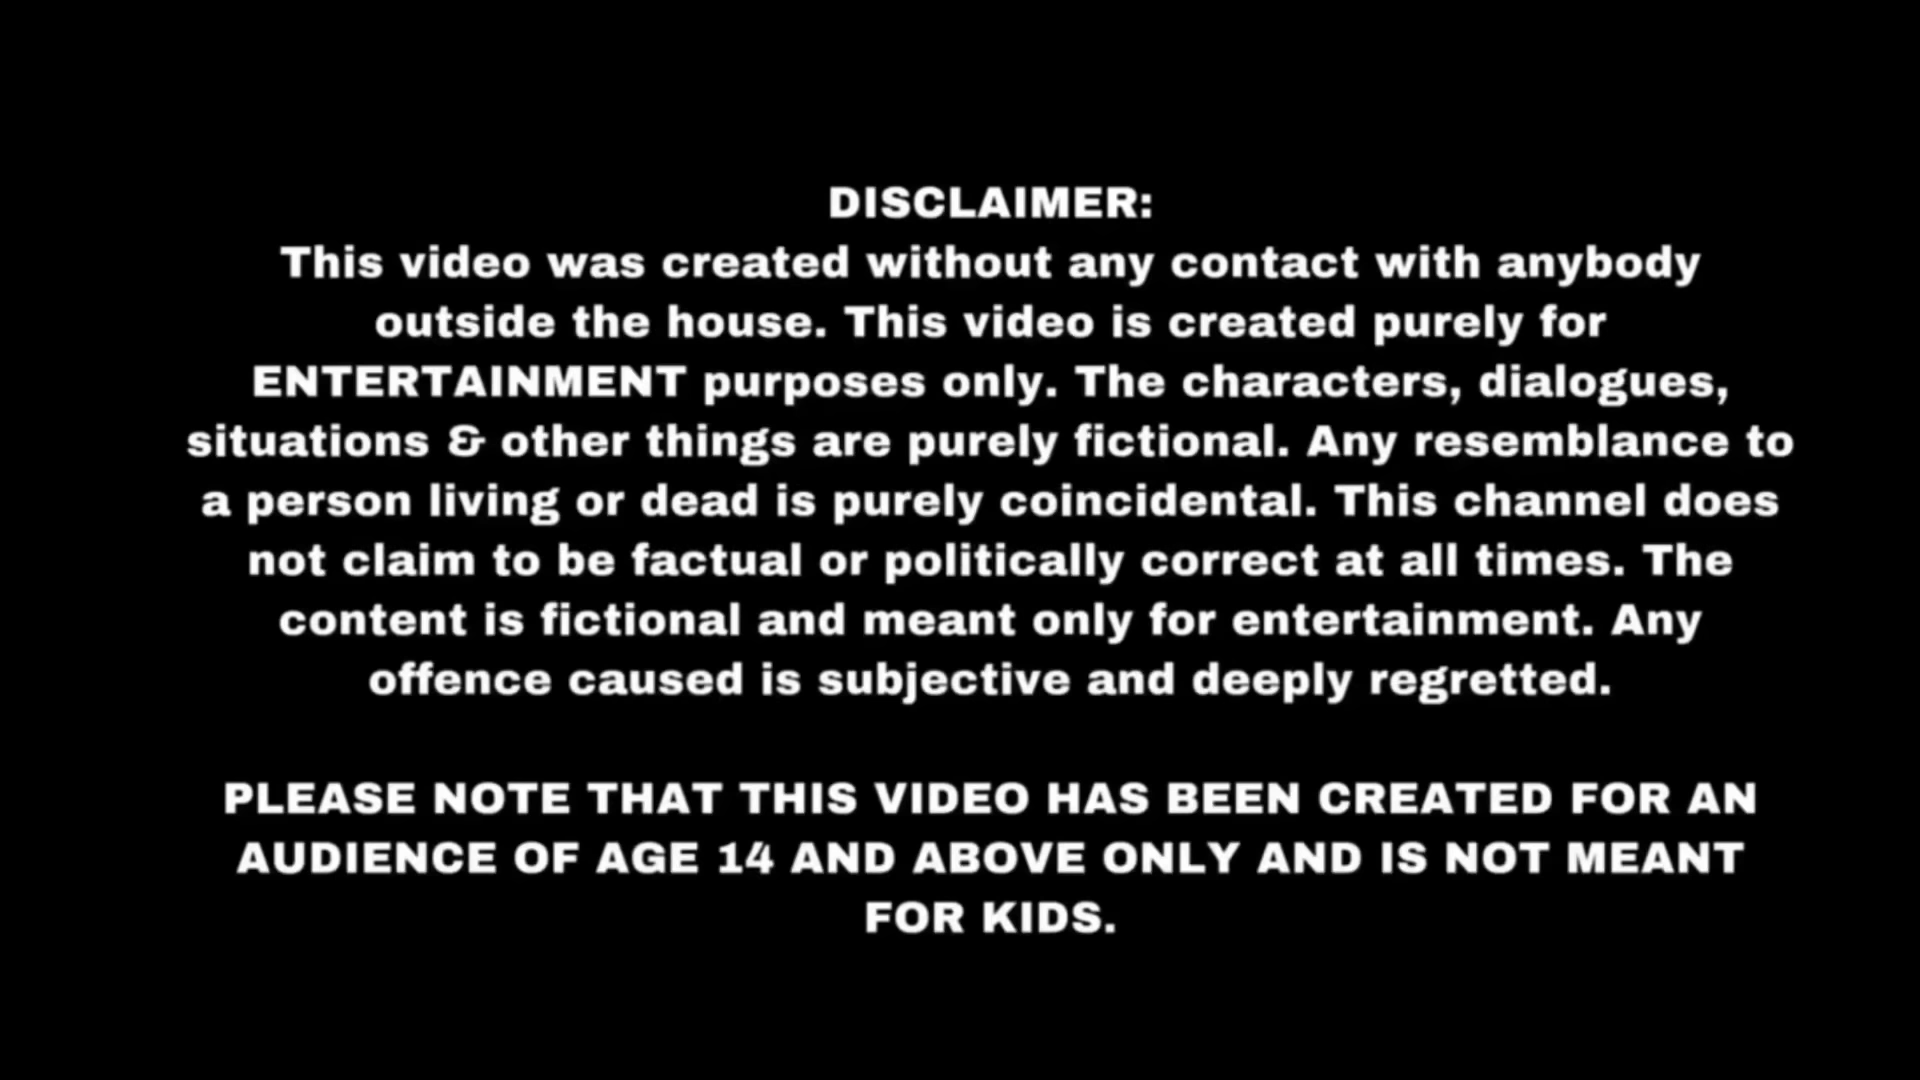 DISCLAIMER:
This video was created without any contact with anybody
outside the house. This video is created purely for
ENTERTAINMENT purposes only. The characters, dialogues,
situations & other things are purely fictional. Any resemblance to
a person living or dead is purely coincidental. This channel does
not claim to be factual or politically correct at all times. The
content is fictional and meant only for entertainment. Any
offence caused is subjective and deeply regretted.
PLEASE NOTE THAT THIS VIDEO HAS BEEN CREATED FOR AN
AUDIENCE OF AGE 14 AND ABOVE ONLY AND IS NOT MEANT
FOR KIDS.